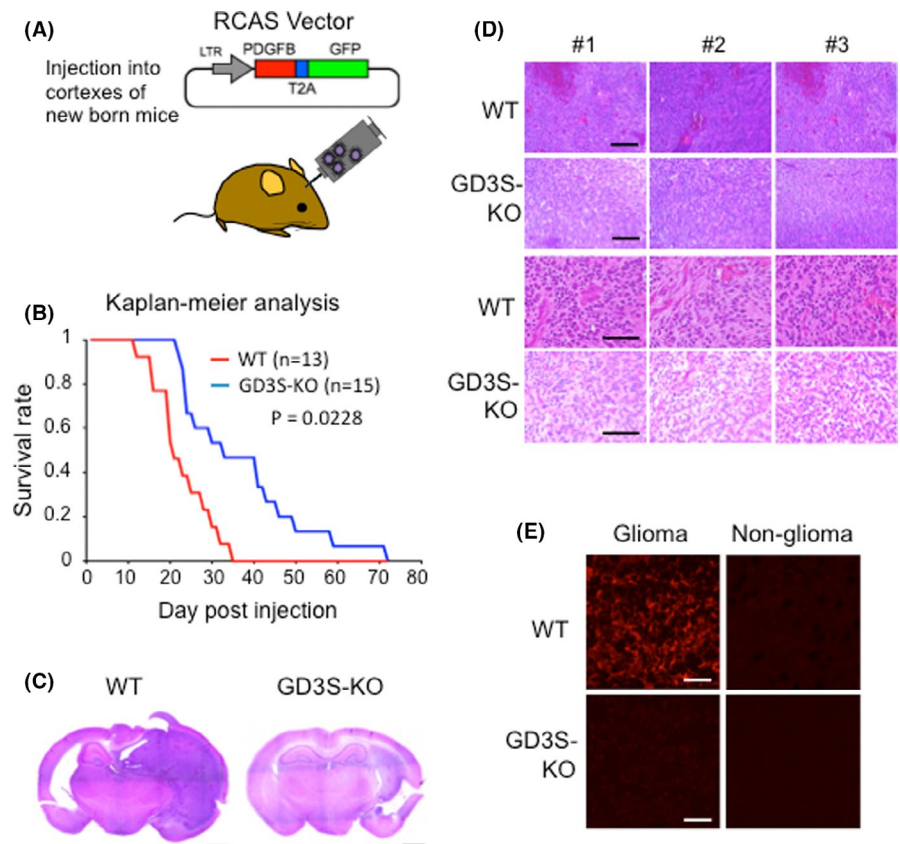 (A)
RCAS Vector
LTR
PDGFB
GFP
T2A
Injection into
cortexes of
new born mice
(B)
Kaplan-meier analysis
Survival rate
1
0.8
0.6
0.4
0.2
0
WT (n=13)
GD3S-KO (n=15)
P = 0.0228
0 10 20 30 40 50 60 70 80
Day post injection
(C)
WT
GD3S-KO
(D)
#1 #2 #3
WT
GD3S-
KO
WT
GD3S-
KO
(E)
Glioma
Non-glioma
WT
GD3S-
KO